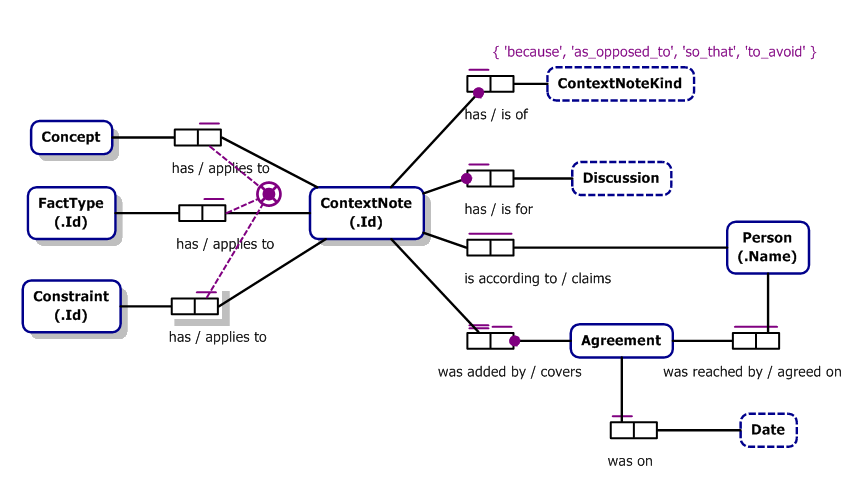 { 'because', 'as_opposed_to', 'so_that', 'to_avoid' }
ContextNoteKind
has / is of
Concept
has / applies to
Discussion
has / is for
FactType
(.Id)
has / applies to
ContextNote
(.Id)
Person
(.Name)
is according to / claims
Constraint
(.Id)
has / applies to
Agreement
was added by / covers
was reached by / agreed on
Date
was on